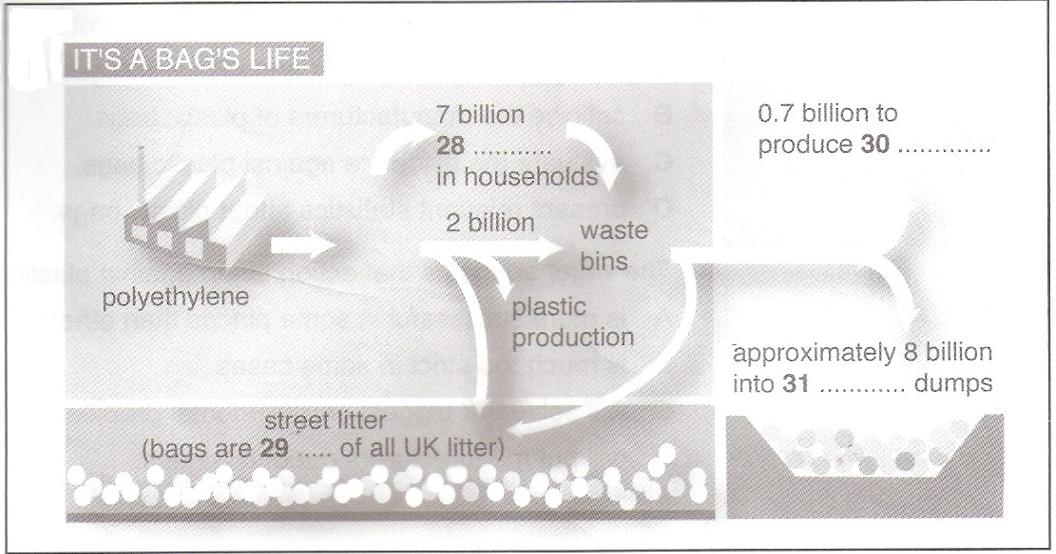 IT'S A BAG'S LIFE
7 billion
28 ...........
in households
0.7 billion to
produce 30 .............
2 billion
waste
bins
polyethylene
plastic
production
approximately 8 billion
into 31 ............ dumps
street litter
(bags are 29 ..... of all UK litter)